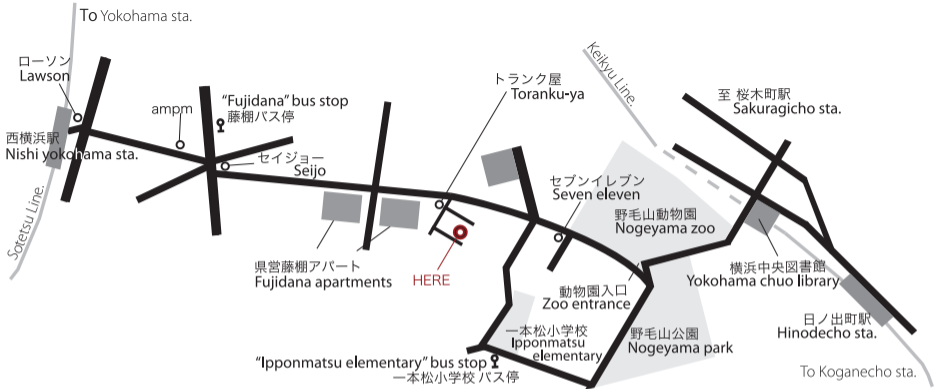 To Yokohama sta.
ローソン
Lawson
ampm
“Fujidana” bus stop
藤棚バス停
西横浜駅
Nishi yokohama sta.
セイジョー
Seijo
Sotetsu Line.
トランク屋
Toranku-ya
県営藤棚アパート
Fujidana apartments
HERE
セブンイレブン
Seven eleven
Keikyu Line.
至 桜木町駅
Sakuragicho sta.
野毛山動物園
Nogeyama zoo
動物園入口
Zoo entrance
横浜中央図書館
Yokohama chuo library
日ノ出町駅
Hinodecho sta.
一本松小学校
Ipponmatsu
elementary
野毛山公園
Nogeyama park
“Ipponmatsu elementary” bus stop
一本松小学校 バス停
To Koganecho sta.